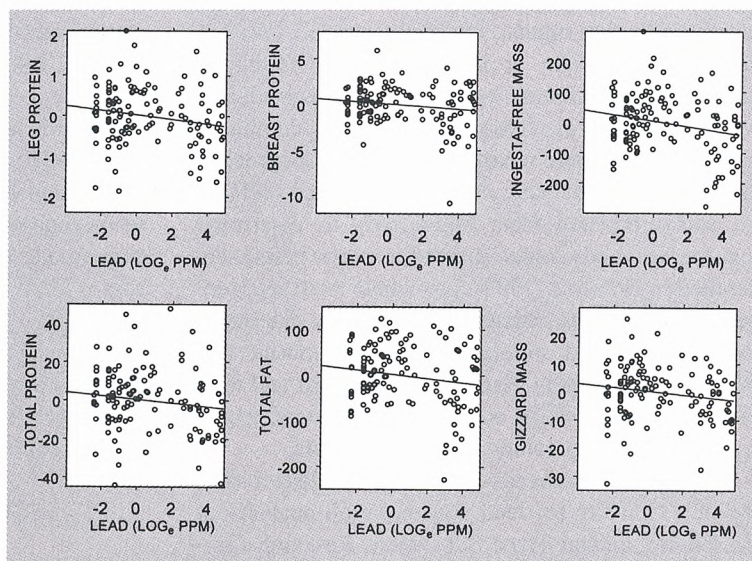 LEG PROTEIN
2
1
0
-1
-2
-2 0 2 4
LEAD (LOGe PPM)
BREAST PROTEIN
5
0
-5
-10
-2 0 2 4
LEAD (LOGe PPM)
INGESTA-FREE MASS
200
100
0
-100
-200
-2 0 2 4
LEAD (LOGe PPM)
TOTAL PROTEIN
40
20
0
-20
-40
-2 0 2 4
LEAD (LOGe PPM)
TOTAL FAT
100
0
-100
-200
-2 0 2 4
LEAD (LOGe PPM)
GIZZARD MASS
20
10
0
-10
-20
-30
-2 0 2 4
LEAD (LOGe PPM)